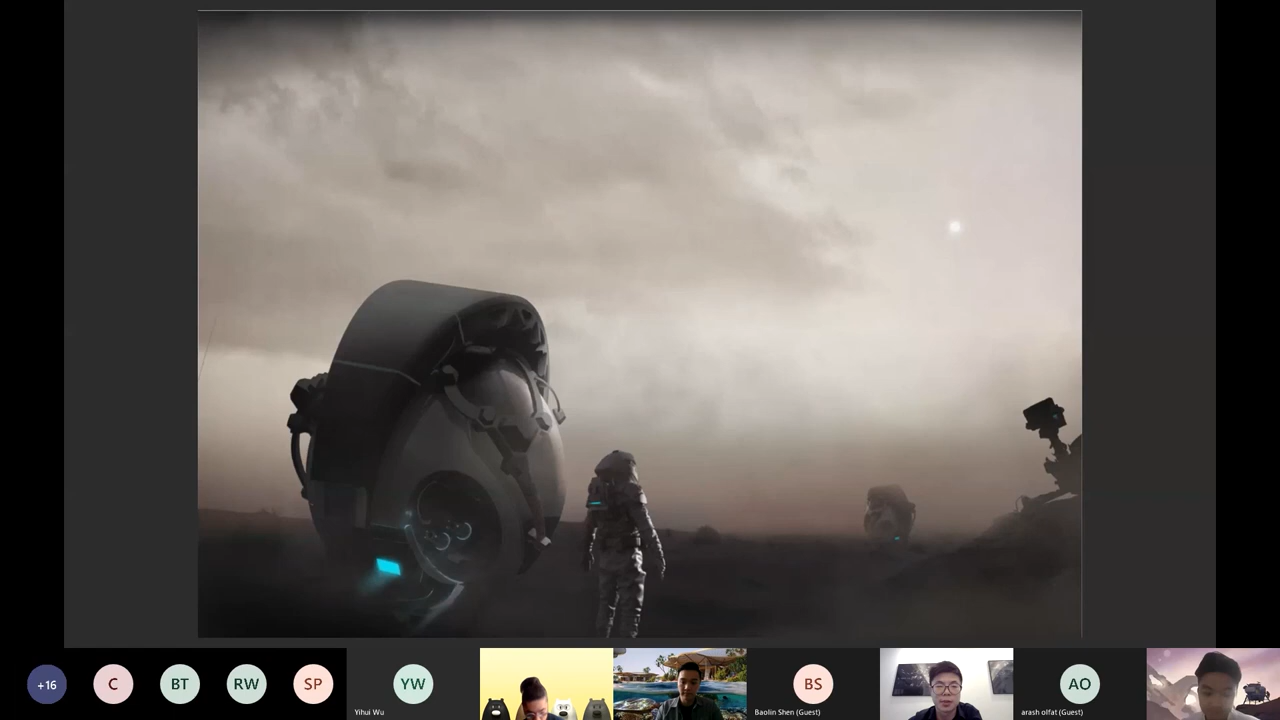 +16
C
BT
RW
SP
YW
Yihui Wu
BS
Baolin Shen (Guest)
AO
arash olfat (Guest)